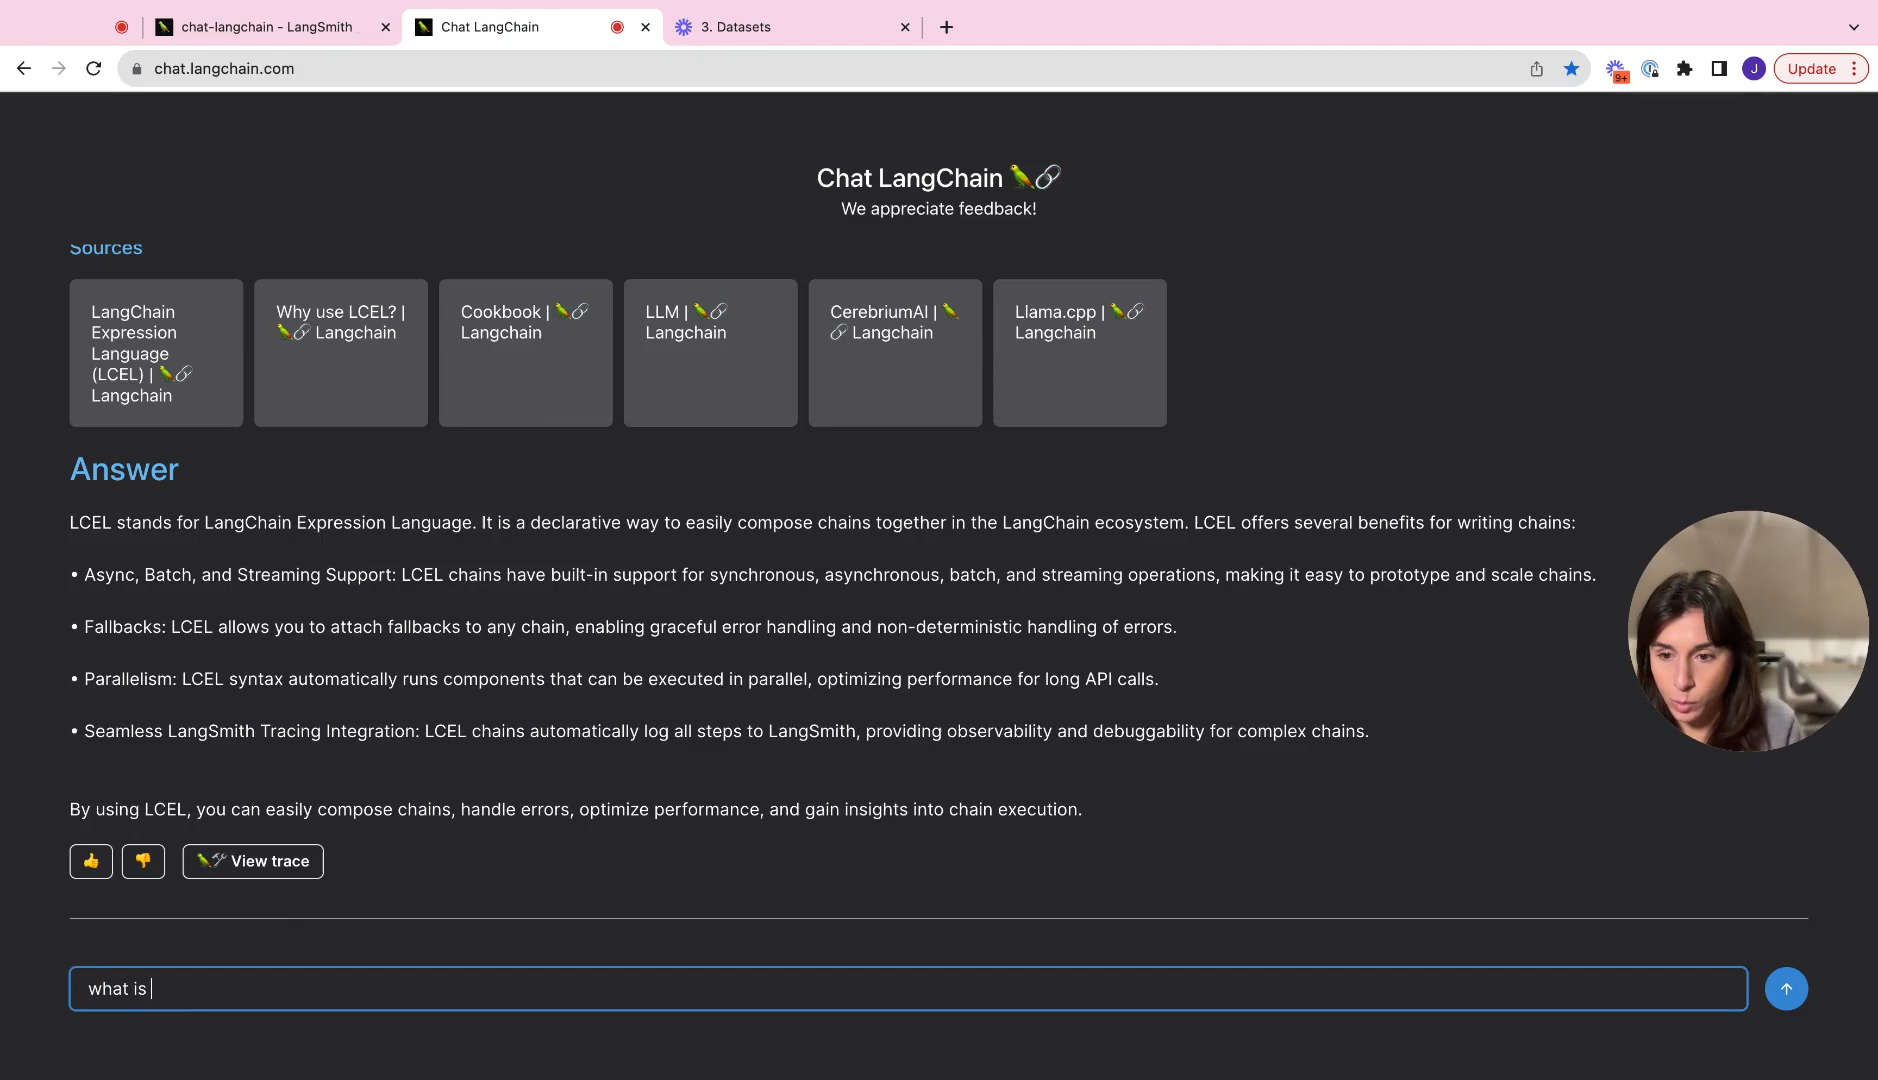 chat-langchain - LangSmith
Chat LangChain
3. Datasets
chat.langchain.com
9+
J
Update
Chat LangChain 🦜🔗
We appreciate feedback!
Sources
LangChain
Expression
Language
(LCEL) | 🦜🔗
Langchain
Why use LCEL? |
🦜🔗 Langchain
Cookbook | 🦜🔗
Langchain
LLM | 🦜🔗
Langchain
CerebriumAI | 🦜
🔗 Langchain
Llama.cpp | 🦜🔗
Langchain
Answer
LCEL stands for LangChain Expression Language. It is a declarative way to easily compose chains together in the LangChain ecosystem. LCEL offers several benefits for writing chains:
• Async, Batch, and Streaming Support: LCEL chains have built-in support for synchronous, asynchronous, batch, and streaming operations, making it easy to prototype and scale chains.
• Fallbacks: LCEL allows you to attach fallbacks to any chain, enabling graceful error handling and non-deterministic handling of errors.
• Parallelism: LCEL syntax automatically runs components that can be executed in parallel, optimizing performance for long API calls.
• Seamless LangSmith Tracing Integration: LCEL chains automatically log all steps to LangSmith, providing observability and debuggability for complex chains.
By using LCEL, you can easily compose chains, handle errors, optimize performance, and gain insights into chain execution.
👍 👎 🦜🛠️ View trace
what is